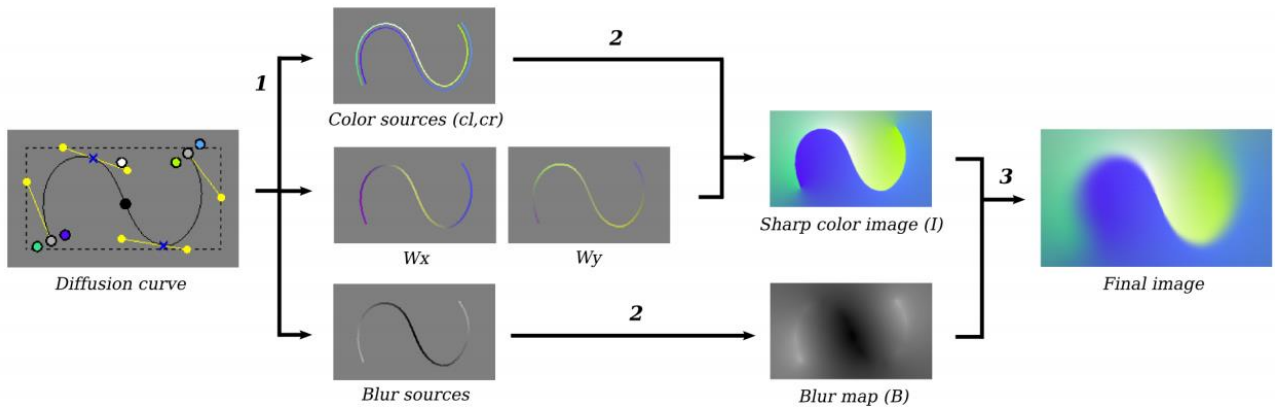 1
2
Color sources (cl,cr)
Diffusion curve
Wx
Wy
Sharp color image (I)
3
Final image
2
Blur sources
Blur map (B)